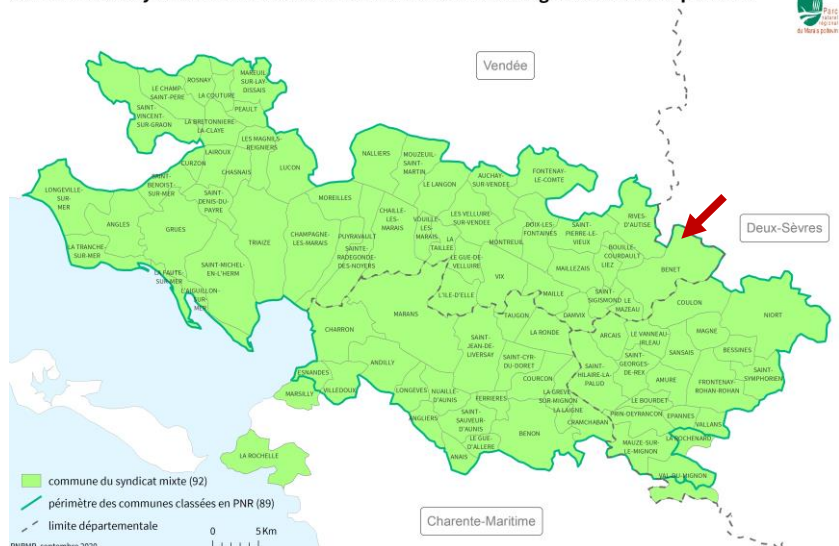 Parc
naturel
régional
du Marais poitevin
Vendée
MAREUIL-
SUR-LAY
DISSAIS
ROSNAY
LE CHAMP-
SAINT-PERE
LA COUTURE
PEAULT
SAINT-
VINCENT-
SUR-GRAON
LA BRETONNIERE
LA-CLAYE
LES MAGNILS-
REIGNIERS
LAIROUX
CURZON
CHASNAIS
LUCON
NALLIERS
MOUZEUIL-
SAINT-
MARTIN
LE LANGON
AUCHAY-
SUR-VENDEE
FONTENAY-
LE-COMTE
LONGEVILLE-
SUR-
MER
SAINT-
BENOIST-
SUR-MER
SAINT-
DENIS-DU-
PAYRE
MOREILLES
RIVES-
D'AUTISE
Deux-Sèvres
ANGLES
GRUES
TRIAIZE
CHAMPAGNE-
LES-MARAIS
PUYRAVAULT
CHAILLE-
LES-
MARAIS
VOUILLE-
LES-
MARAIS
LA
TAILLEE
LES VELLUIRE-
SUR-VENDEE
DOIX-LES-
FONTAINES
SAINT-
PIERRE-LE-
VIEUX
BOUILLE-
COURDAULT
LIEZ
LA TRANCHE-
SUR-MER
SAINTE-
RADEGONDE-
DES-NOYERS
LE GUE-DE-
VELLUIRE
MONTREUIL
MAILLEZAIS
BENET
SAINT-MICHEL-
EN-L'HERM
LA FAUTE-
SUR-MER
L'AIGUILLON-
SUR-
MER
VIX
L'ILE-D'ELLE
MAILLE
SAINT-
SIGISMOND
LE
MAZEAU
COULON
DAMVIX
NIORT
MARANS
TAUGON
CHARRON
LA RONDE
ARCAIS
LE VANNEAU-
IRLEAU
MAGNE
BESSINES
SANSAIS
SAINT-
JEAN-DE-
LIVERSAY
SAINT-CYR-
DU-DORET
SAINT-
GEORGES-
DE-REX
SAINT-
SYMPHORIEN
ANDILLY
COURCON
SAINT-
HILAIRE-LA-
PALUD
AMURE
FRONTENAY-
ROHAN-ROHAN
ESNANDES
VILLEDOUX
MARSILLY
LONGEVES
NUAILLE-
D'AUNIS
FERRIERES
LA GREVE-
SUR-MIGNON
LA LAIGNE
CRAMCHABAN
LE BOURDET
PRIN-DEYRANCON
EPANNES
VALLANS
ANGLIERS
SAINT-
SAUVEUR-
D'AUNIS
LE GUE-
D'ALLERE
ANAIS
BENON
MAUZE-SUR-
LE-MIGNON
LA ROCHENARD
VAL-DU-MIGNON
LA ROCHELLE
commune du syndicat mixte (92)
périmètre des communes classées en PNR (89)
limite départementale
0 5 Km
Charente-Maritime